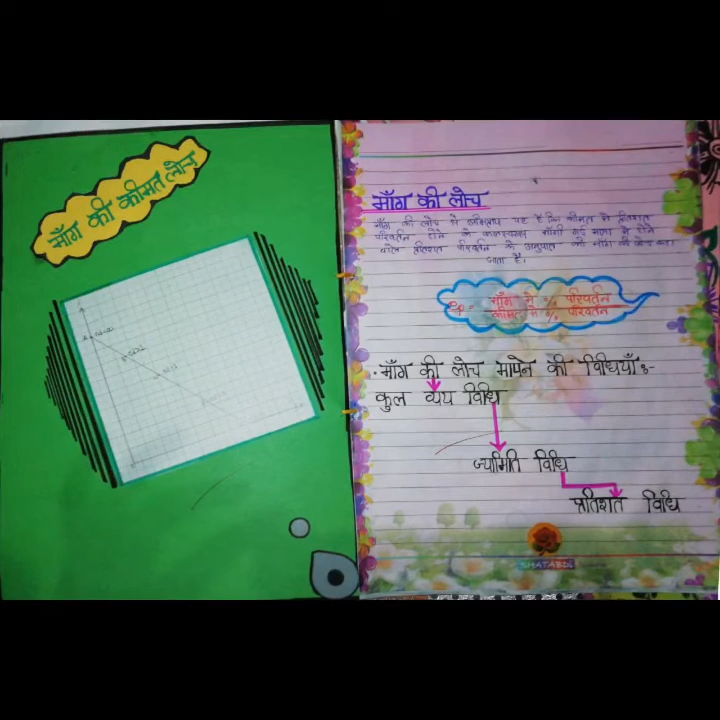 माँग की कीमत लोच
माँग की लोच
माँग की लोच से अभिप्राय यह है कि कीमत में प्रतिशत
परिवर्तन होने के फलस्वरूप माँगी गई मात्रा में होने
वाले प्रतिशत परिवर्तन के अनुपात को माँग की लोच कहा
जाता है।
ep = माँग में % परिवर्तन
कीमत में % परिवर्तन
माँग की लोच मापने की विधियाँ :-
कुल व्यय विधि
ज्यामिति विधि
प्रतिशत विधि
SHATABDI